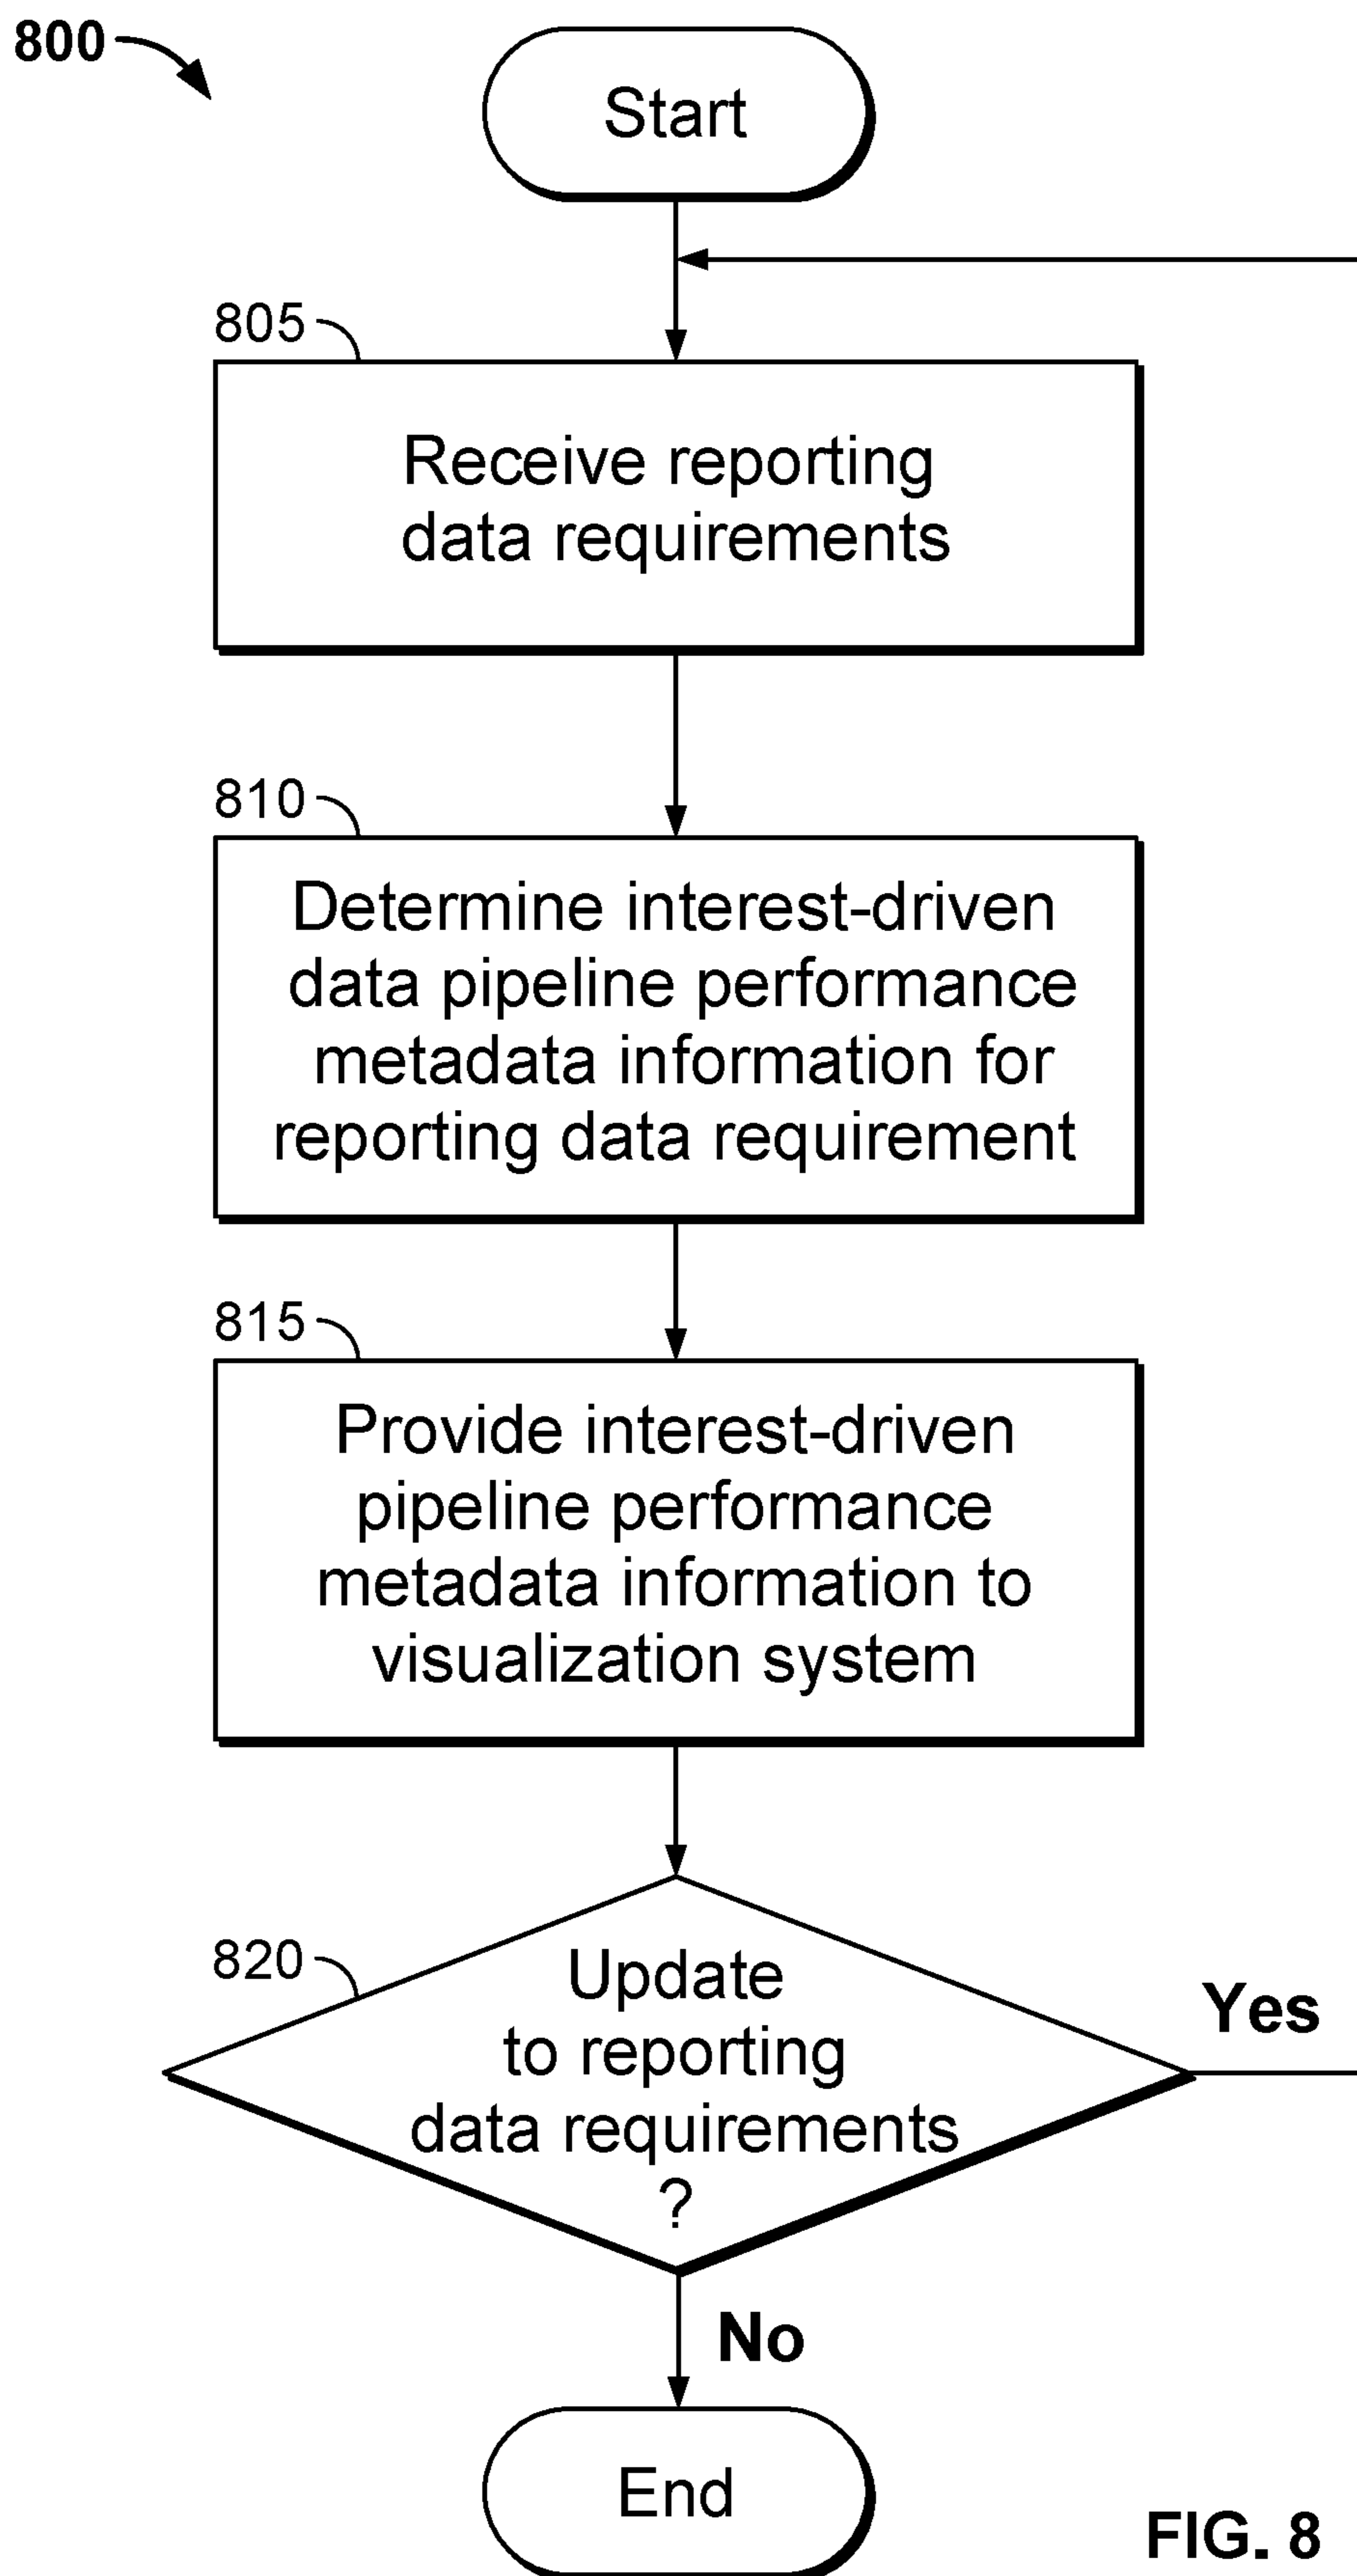 800
Start
805
Receive reporting
data requirements
810
Determine interest-driven
data pipeline performance
metadata information for
reporting data requirement
815
Provide interest-driven
pipeline performance
metadata information to
visualization system
820
Update
to reporting
data requirements
?
Yes
No
End
FIG. 8